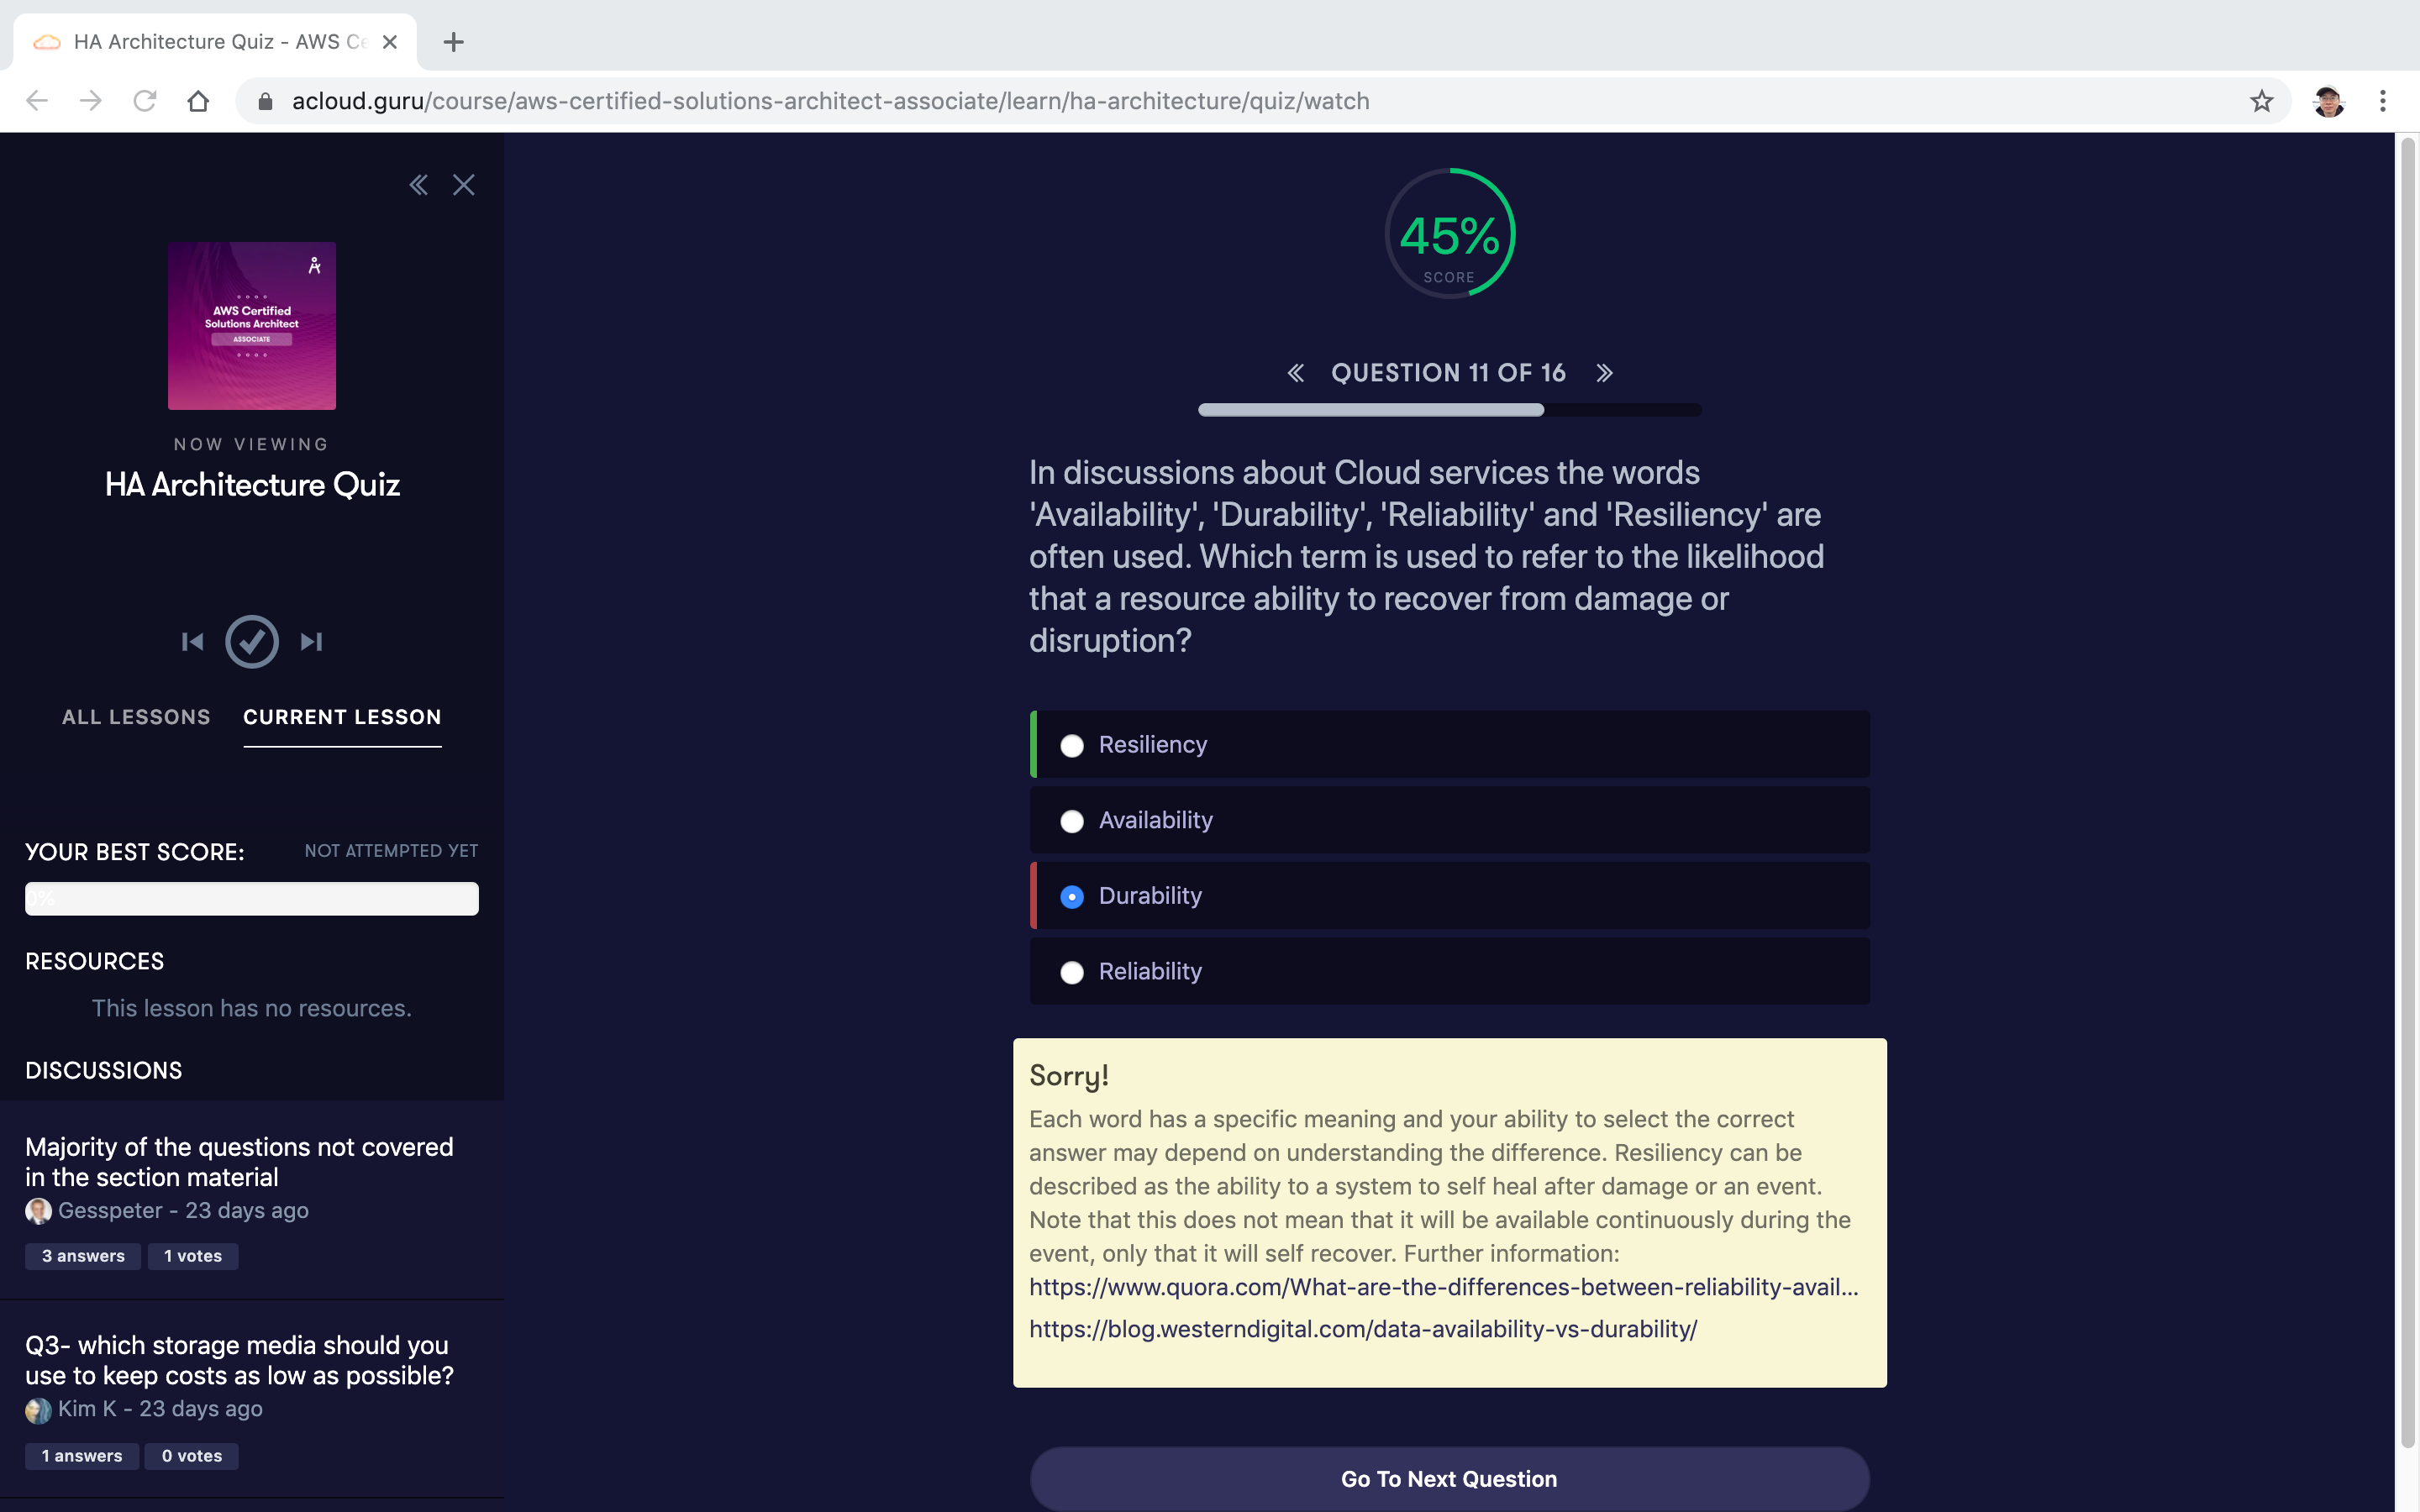 HA Architecture Quiz - AWS Ce
acloud.guru/course/aws-certified-solutions-architect-associate/learn/ha-architecture/quiz/watch
AWS Certified
Solutions Architect
ASSOCIATE
NOW VIEWING
HA Architecture Quiz
ALL LESSONS
CURRENT LESSON
YOUR BEST SCORE:
NOT ATTEMPTED YET
0%
RESOURCES
This lesson has no resources.
DISCUSSIONS
Majority of the questions not covered
in the section material
Gesspeter - 23 days ago
3 answers
1 votes
Q3- which storage media should you
use to keep costs as low as possible?
Kim K - 23 days ago
1 answers
0 votes
45%
SCORE
QUESTION 11 OF 16
In discussions about Cloud services the words
'Availability', 'Durability', 'Reliability' and 'Resiliency' are
often used. Which term is used to refer to the likelihood
that a resource ability to recover from damage or
disruption?
Resiliency
Availability
Durability
Reliability
Sorry!
Each word has a specific meaning and your ability to select the correct
answer may depend on understanding the difference. Resiliency can be
described as the ability to a system to self heal after damage or an event.
Note that this does not mean that it will be available continuously during the
event, only that it will self recover. Further information:
https://www.quora.com/What-are-the-differences-between-reliability-avail...
https://blog.westerndigital.com/data-availability-vs-durability/
Go To Next Question